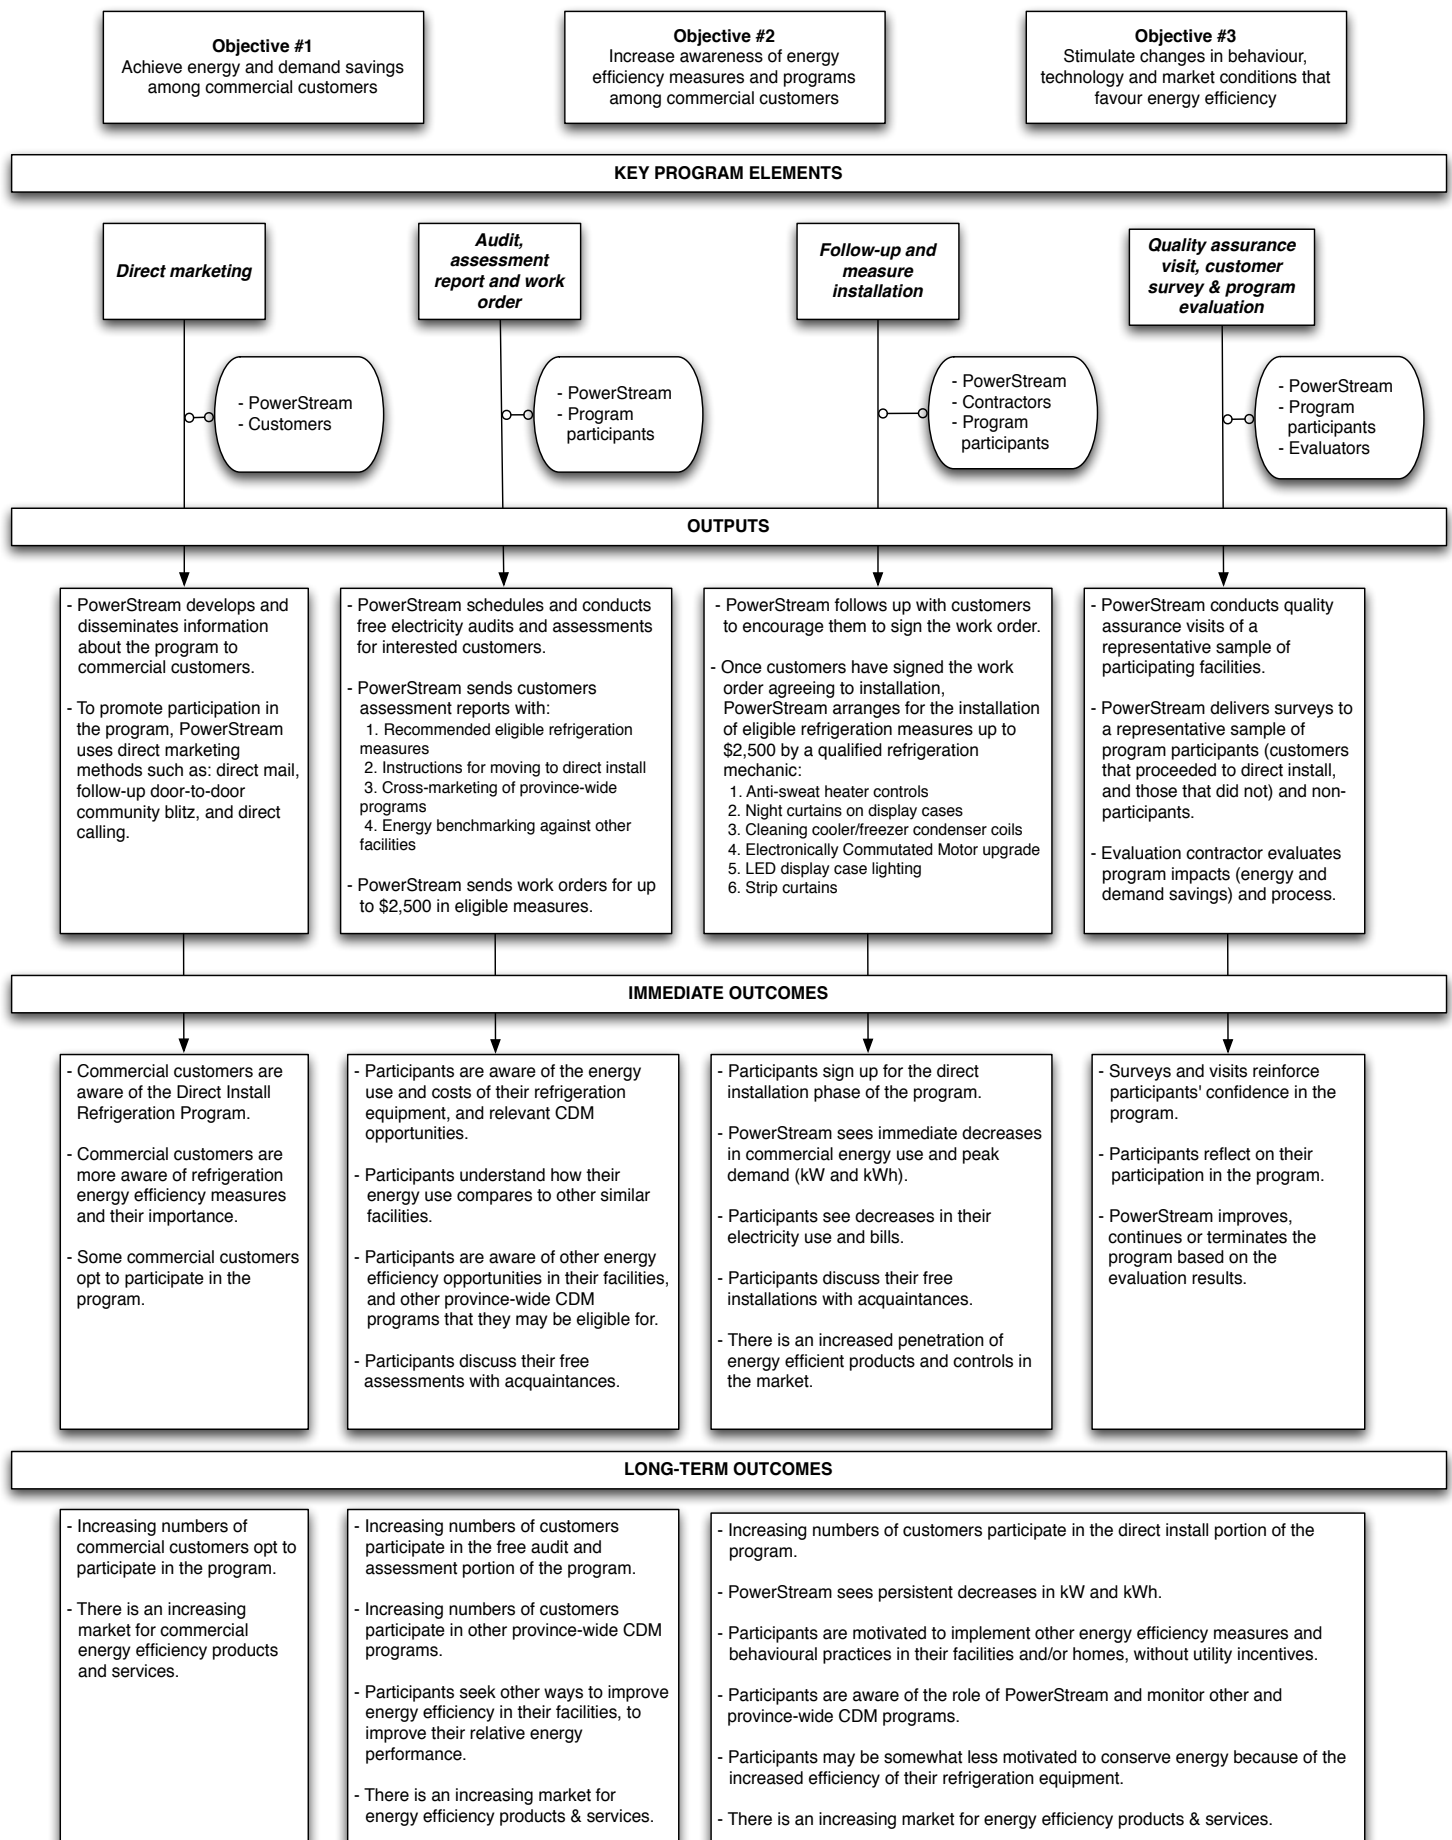 Objective #1
Achieve energy and demand savings
among commercial customers
Objective #2
Increase awareness of energy
efficiency measures and programs
among commercial customers
Objective #3
Stimulate changes in behaviour,
technology and market conditions that
favour energy efficiency
KEY PROGRAM ELEMENTS
Direct marketing
Audit,
assessment
report and work
order
Follow-up and
measure
installation
Quality assurance
visit, customer
survey & program
evaluation
- PowerStream
- Customers
- PowerStream
- Program
participants
- PowerStream
- Contractors
- Program
participants
- PowerStream
- Program
participants
- Evaluators
OUTPUTS
- PowerStream develops and
disseminates information
about the program to
commercial customers.
- To promote participation in
the program, PowerStream
uses direct marketing
methods such as: direct mail,
follow-up door-to-door
community blitz, and direct
calling.
- PowerStream schedules and conducts
free electricity audits and assessments
for interested customers.
- PowerStream sends customers
assessment reports with:
1. Recommended eligible refrigeration
measures
2. Instructions for moving to direct install
3. Cross-marketing of province-wide
programs
4. Energy benchmarking against other
facilities
- PowerStream sends work orders for up
to $2,500 in eligible measures.
- PowerStream follows up with customers
to encourage them to sign the work order.
- Once customers have signed the work
order agreeing to installation,
PowerStream arranges for the installation
of eligible refrigeration measures up to
$2,500 by a qualified refrigeration
mechanic:
1. Anti-sweat heater controls
2. Night curtains on display cases
3. Cleaning cooler/freezer condenser coils
4. Electronically Commutated Motor upgrade
5. LED display case lighting
6. Strip curtains
- PowerStream conducts quality
assurance visits of a
representative sample of
participating facilities.
- PowerStream delivers surveys to
a representative sample of
program participants (customers
that proceeded to direct install,
and those that did not) and non-
participants.
- Evaluation contractor evaluates
program impacts (energy and
demand savings) and process.
IMMEDIATE OUTCOMES
- Commercial customers are
aware of the Direct Install
Refrigeration Program.
- Commercial customers are
more aware of refrigeration
energy efficiency measures
and their importance.
- Some commercial customers
opt to participate in the
program.
- Participants are aware of the energy
use and costs of their refrigeration
equipment, and relevant CDM
opportunities.
- Participants understand how their
energy use compares to other similar
facilities.
- Participants are aware of other energy
efficiency opportunities in their facilities,
and other province-wide CDM
programs that they may be eligible for.
- Participants discuss their free
assessments with acquaintances.
- Participants sign up for the direct
installation phase of the program.
- PowerStream sees immediate decreases
in commercial energy use and peak
demand (kW and kWh).
- Participants see decreases in their
electricity use and bills.
- Participants discuss their free
installations with acquaintances.
- There is an increased penetration of
energy efficient products and controls in
the market.
- Surveys and visits reinforce
participants' confidence in the
program.
- Participants reflect on their
participation in the program.
- PowerStream improves,
continues or terminates the
program based on the
evaluation results.
LONG-TERM OUTCOMES
- Increasing numbers of
commercial customers opt to
participate in the program.
- There is an increasing
market for commercial
energy efficiency products
and services.
- Increasing numbers of customers
participate in the free audit and
assessment portion of the program.
- Increasing numbers of customers
participate in other province-wide CDM
programs.
- Participants seek other ways to improve
energy efficiency in their facilities, to
improve their relative energy
performance.
- There is an increasing market for
energy efficiency products & services.
- Increasing numbers of customers participate in the direct install portion of the
program.
- PowerStream sees persistent decreases in kW and kWh.
- Participants are motivated to implement other energy efficiency measures and
behavioural practices in their facilities and/or homes, without utility incentives.
- Participants are aware of the role of PowerStream and monitor other and
province-wide CDM programs.
- Participants may be somewhat less motivated to conserve energy because of the
increased efficiency of their refrigeration equipment.
- There is an increasing market for energy efficiency products & services.